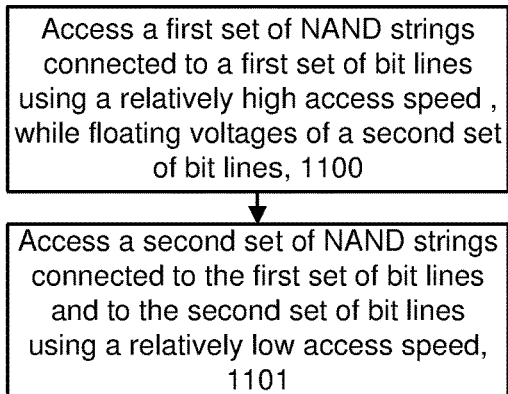 Access a first set of NAND strings
connected to a first set of bit lines
using a relatively high access speed ,
while floating voltages of a second set
of bit lines, 1100
Access a second set of NAND strings
connected to the first set of bit lines
and to the second set of bit lines
using a relatively low access speed,
1101